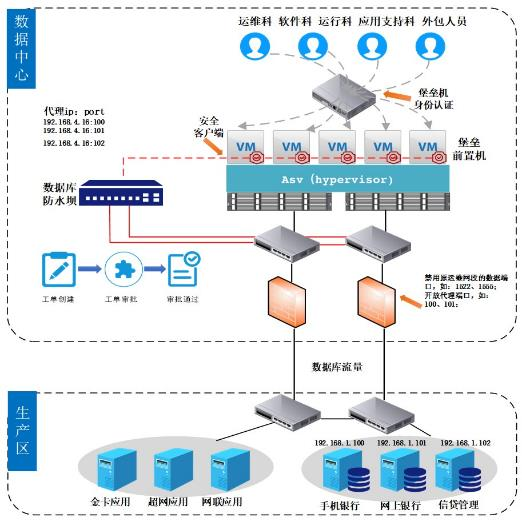 数据中心
运维科 软件科 运行科 应用支持科 外包人员
堡垒机
身份认证
代理ip：port
192.168.4.16:100
192.168.4.16:101
192.168.4.16:102
安全
客户端
VM VM VM VM VM
堡垒
前置机
Asv（hypervisor）
数据库
防水坝
工单创建 工单审批 审批通过
禁用原运维网段的数据端
口，如：1522、1555；
开放代理端口，如：
100、101；
数据库流量
生产区
192.168.1.100 192.168.1.101 192.168.1.102
金卡应用 超网应用 网联应用 手机银行 网上银行 信贷管理